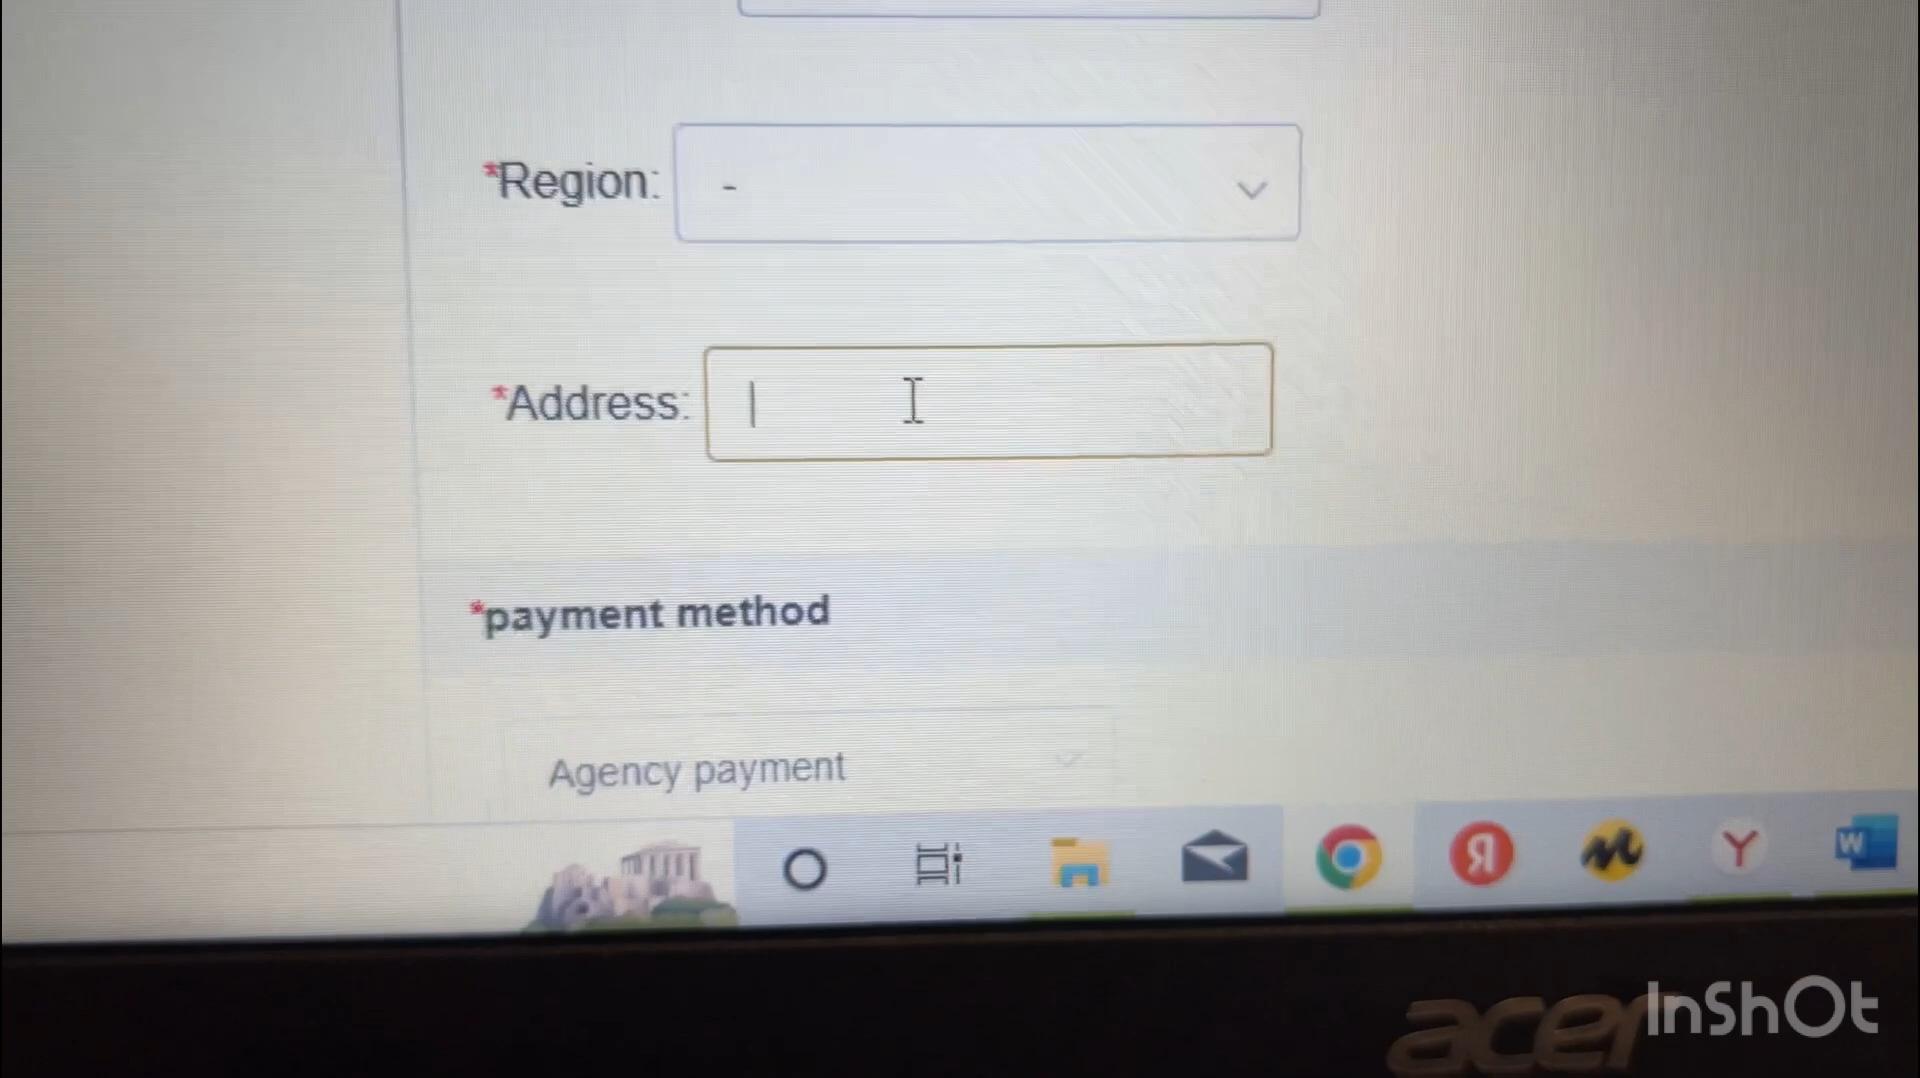 *Region: -
*Address:
*payment method
Agency payment
Я
m
Y
W
acer
InShOt